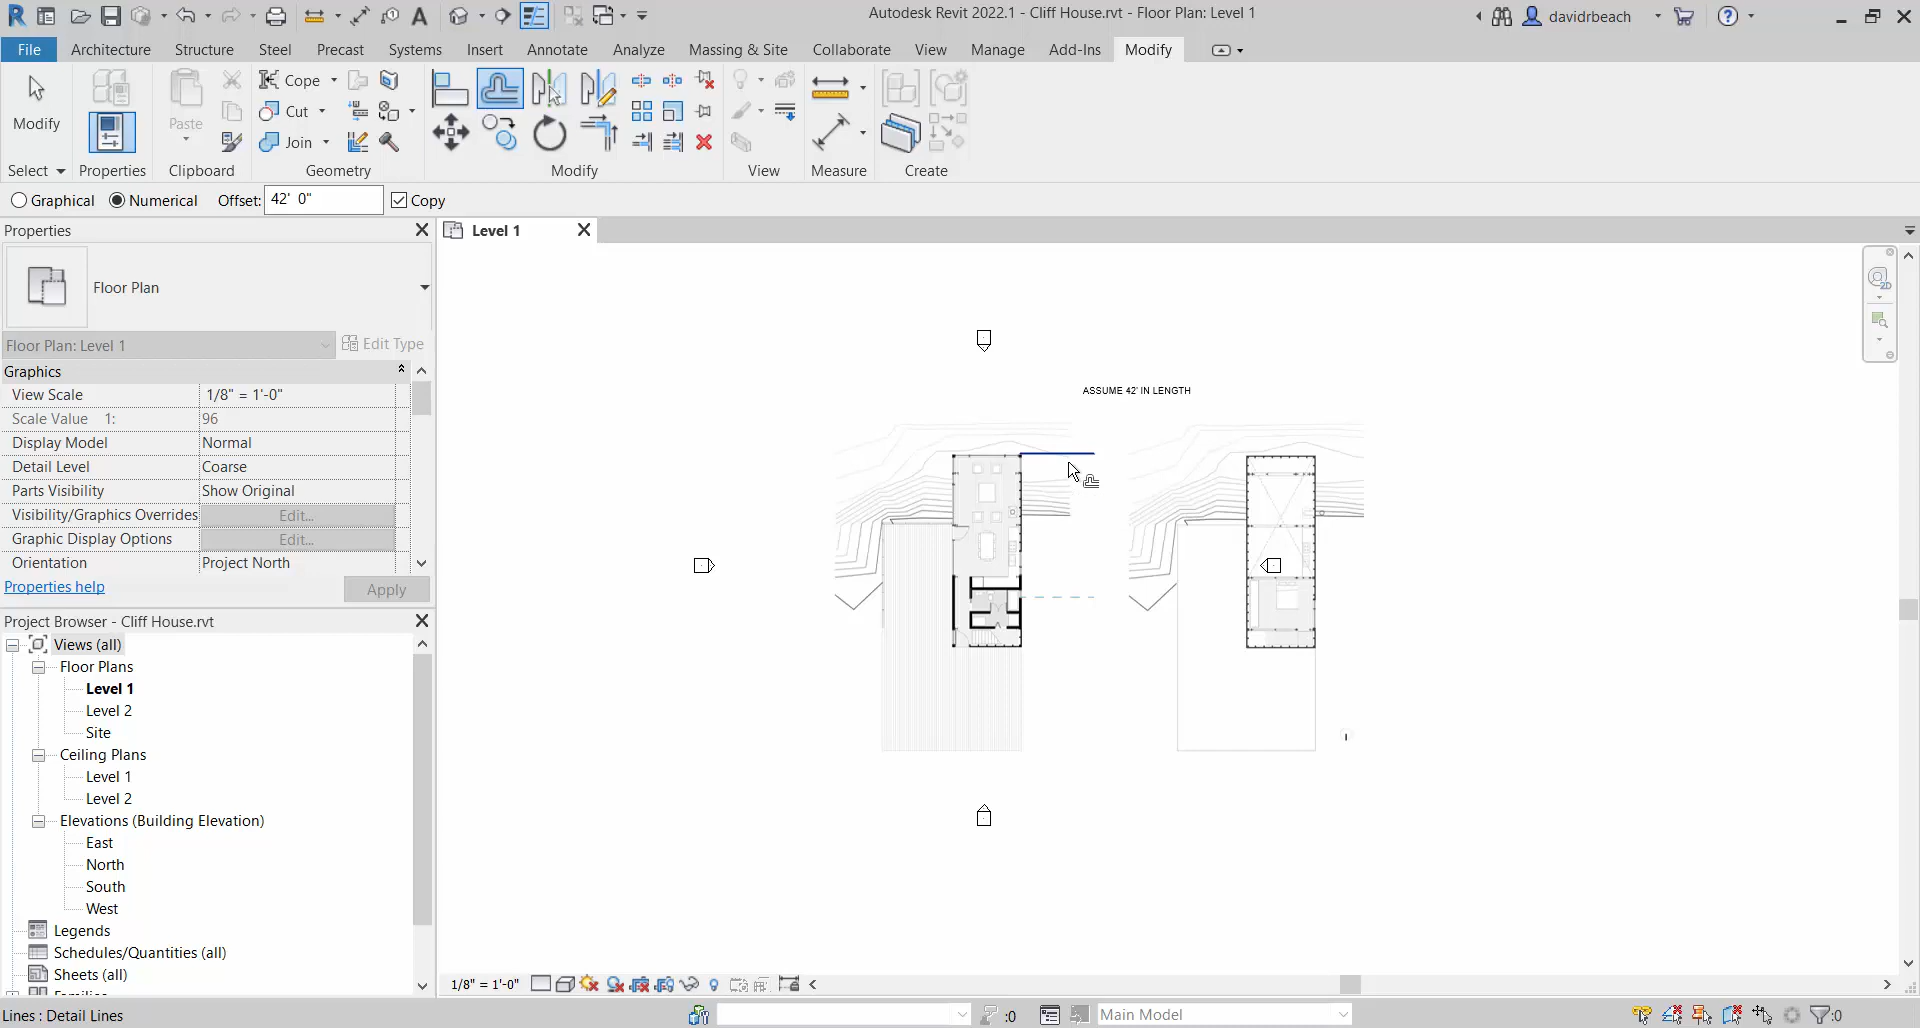 Autodesk Revit 2022.1 - Cliff House.rvt - Floor Plan: Level 1
davidrbeach
File Architecture Structure Steel Precast Systems Insert Annotate Analyze Massing & Site Collaborate View Manage Add-Ins Modify
Modify
Paste
Cope
Cut
Join
Select Properties Clipboard Geometry Modify View Measure Create
Graphical Numerical Offset: 42' 0" Copy
Properties
Level 1
Floor Plan
Floor Plan: Level 1
Edit Type
Graphics
View Scale 1/8" = 1'-0"
Scale Value 1: 96
Display Model Normal
Detail Level Coarse
Parts Visibility Show Original
Visibility/Graphics Overrides Edit...
Graphic Display Options Edit...
Orientation Project North
Properties help
Apply
Project Browser - Cliff House.rvt
Views (all)
Floor Plans
Level 1
Level 2
Site
Ceiling Plans
Level 1
Level 2
Elevations (Building Elevation)
East
North
South
West
Legends
Schedules/Quantities (all)
Sheets (all)
Families
ASSUME 42' IN LENGTH
2D
1/8" = 1'-0"
Lines : Detail Lines
:0
Main Model
:0